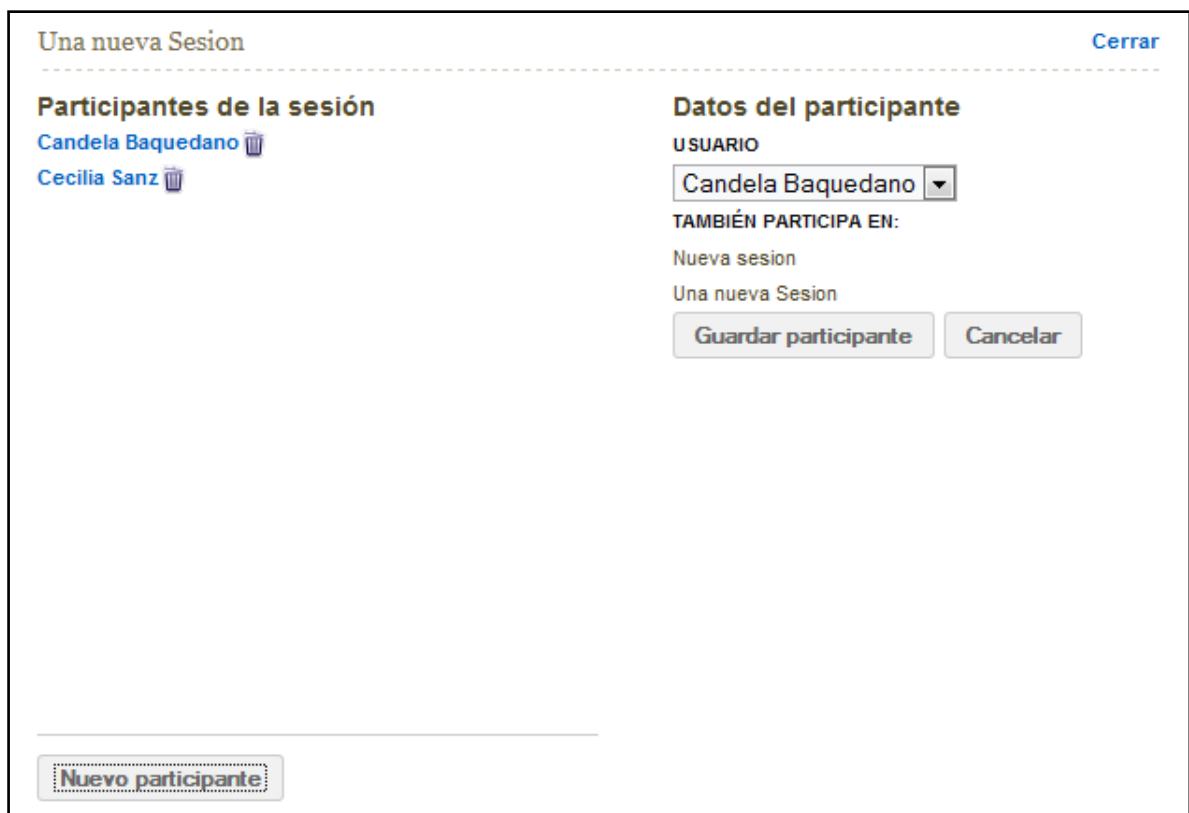 Una nueva Sesion
Cerrar
Participantes de la sesión
Candela Baquedano
Cecilia Sanz
Datos del participante
USUARIO
Candela Baquedano
TAMBIÉN PARTICIPA EN:
Nueva sesion
Una nueva Sesion
Guardar participante
Cancelar
Nuevo participante